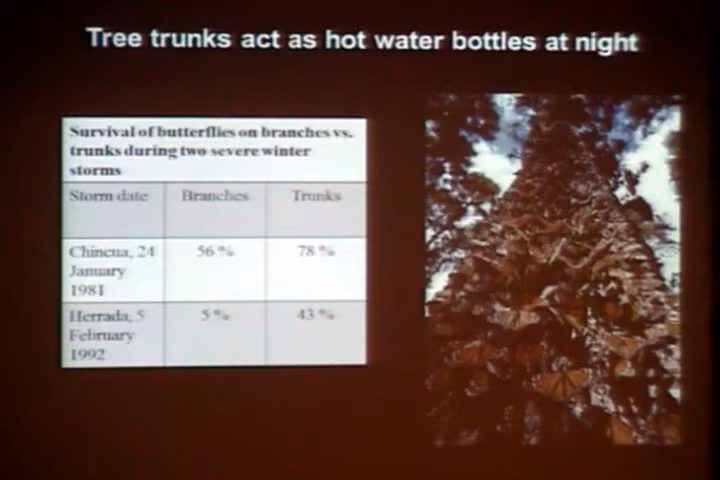 Tree trunks act as hot water bottles at night
Survival of butterflies on branches vs.
trunks during two severe winter
storms
Storm date Branches Trunks
Chincua, 24 56 % 78 %
January
1981
Herrada, 5 5 % 43 %
February
1992